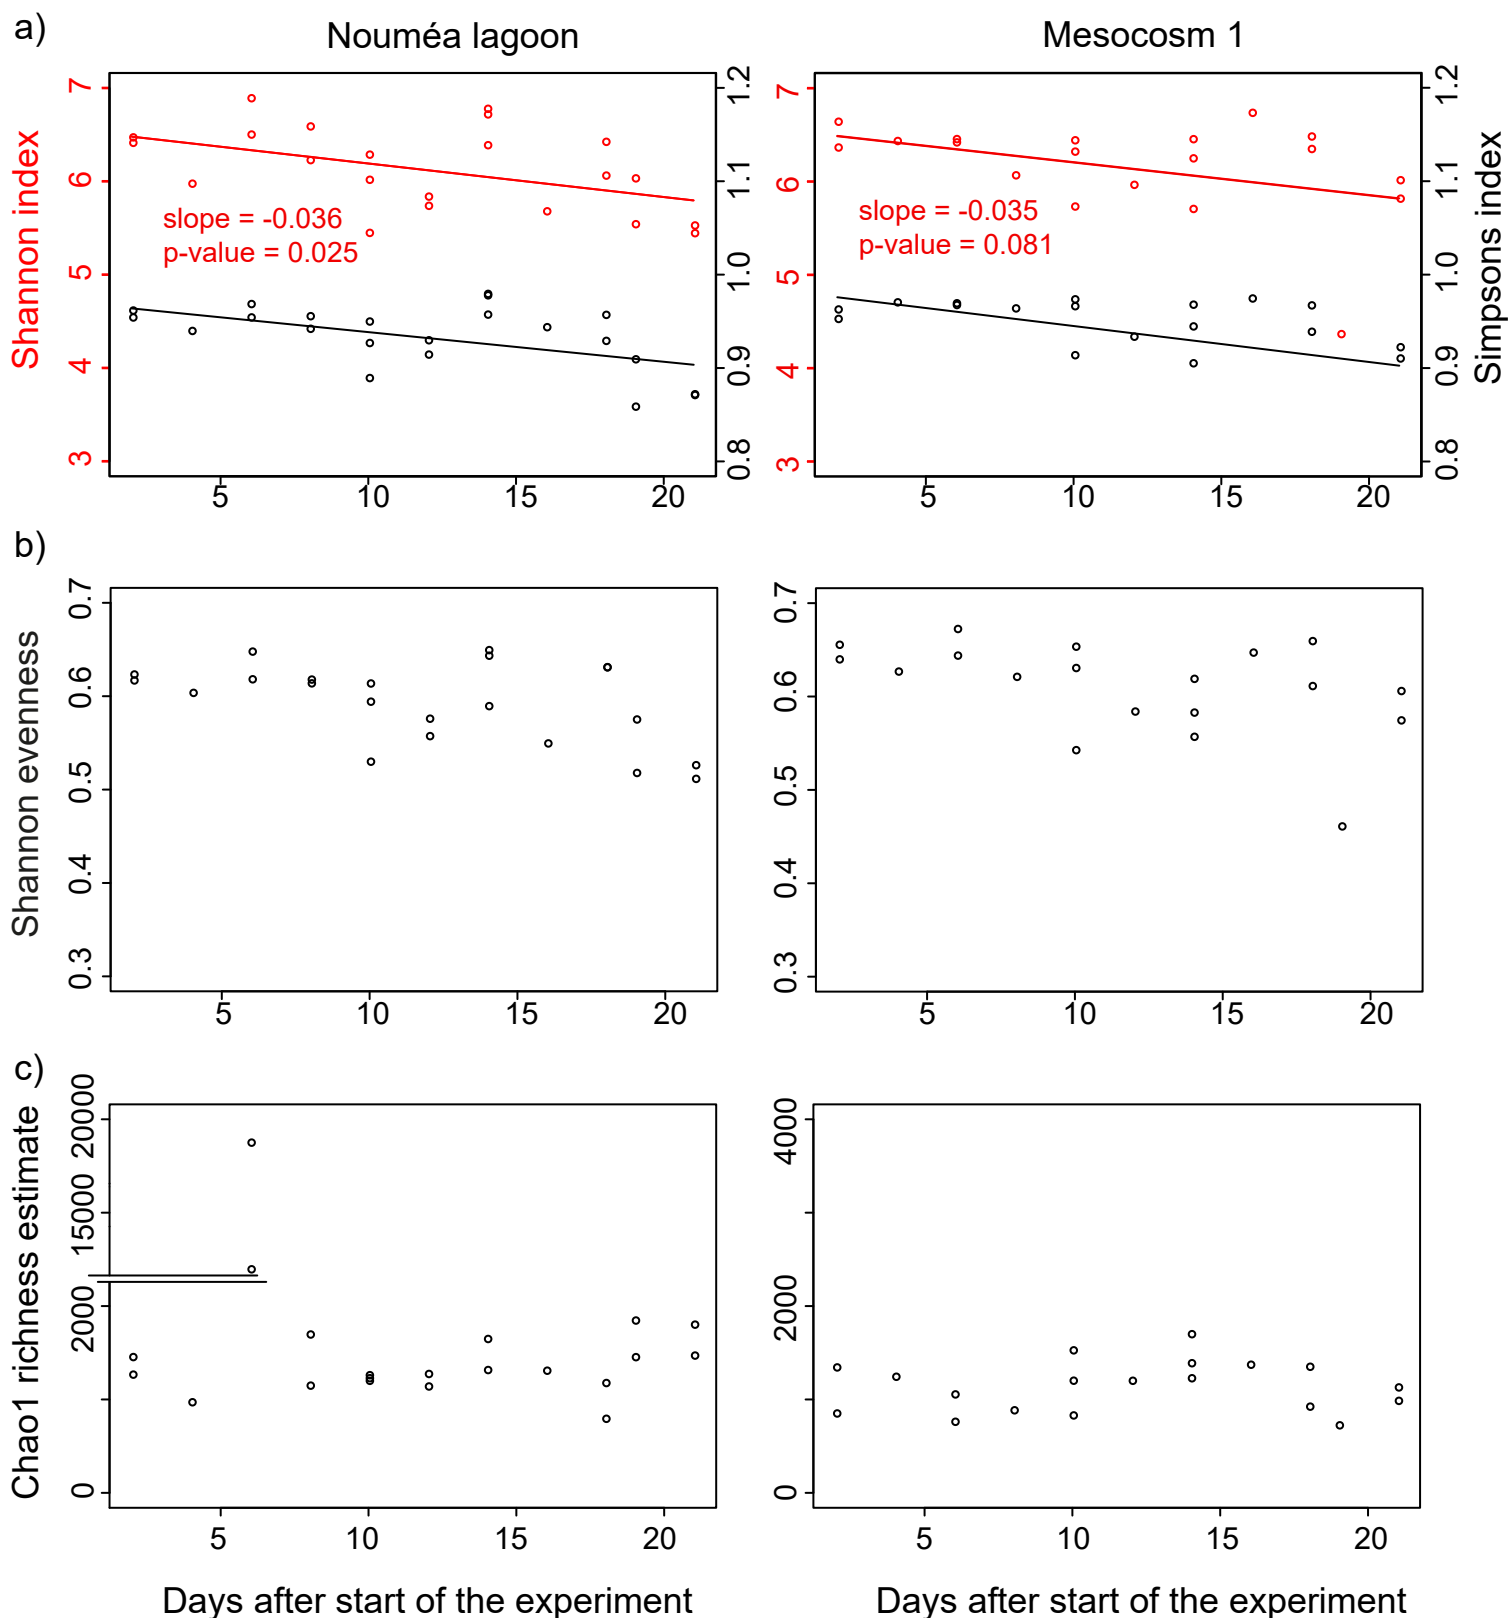 a)
Nouméa lagoon
Mesocosm 1
Shannon index
7
6
5
4
3
slope = -0.036
p-value = 0.025
1.2
1.1
1.0
0.9
0.8
5 10 15 20
7
6
5
4
3
slope = -0.035
p-value = 0.081
1.2
1.1
1.0
0.9
0.8
Simpsons index
5 10 15 20
b)
Shannon evenness
0.7
0.6
0.5
0.4
0.3
5 10 15 20
0.7
0.6
0.5
0.4
0.3
5 10 15 20
c)
Chao1 richness estimate
20000
15000
2000
0
5 10 15 20
4000
2000
0
5 10 15 20
Days after start of the experiment
Days after start of the experiment